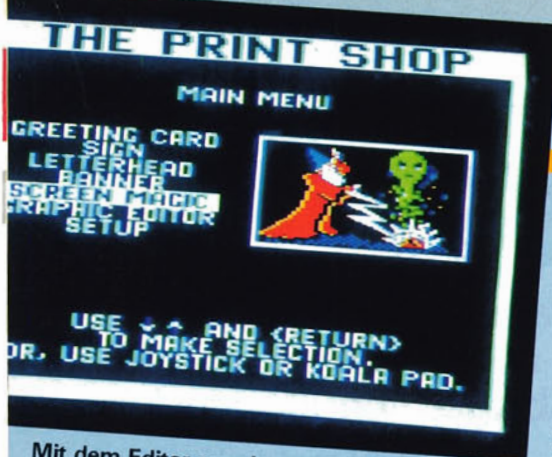 THE PRINT SHOP
MAIN MENU
GREETING CARD
SIGN
LETTERHEAD
BANNER
SCREEN MAGIC
GRAPHIC EDITOR
SETUP
USE ↓ ↑ AND <RETURN>
TO MAKE SELECTION.
OR, USE JOYSTICK OR KOALA PAD.
Mit dem Editor